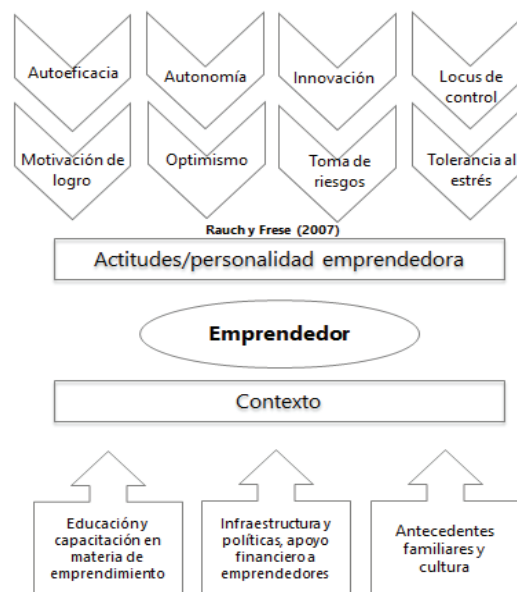 Autoeficacia
Autonomía
Innovación
Locus de
control
Motivación de
logro
Optimismo
Toma de
riesgos
Tolerancia al
estrés
Rauch y Frese (2007)
Actitudes/personalidad emprendedora
Emprendedor
Contexto
Educación y
capacitación en
materia de
emprendimiento
Infraestructura y
políticas, apoyo
financiero a
emprendedores
Antecedentes
familiares y
cultura